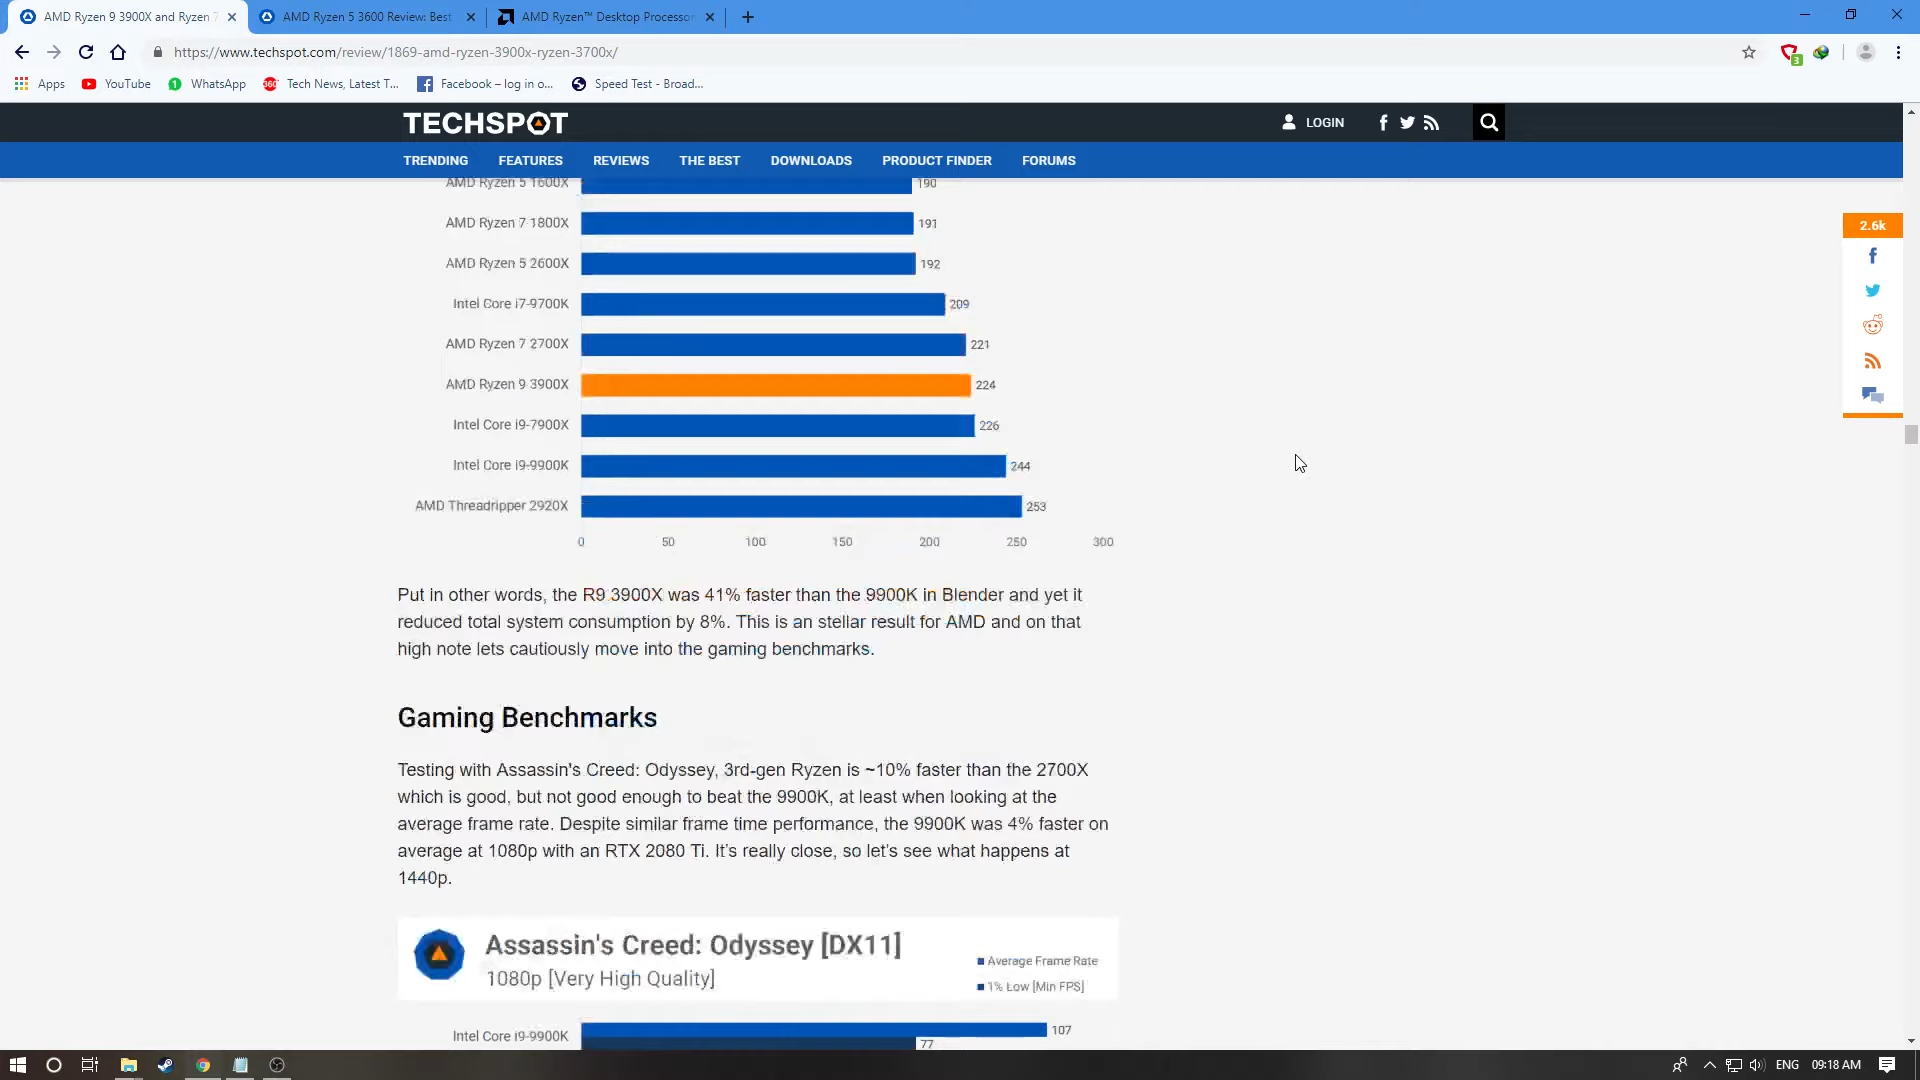 AMD Ryzen 9 3900X and Ryzen 7
AMD Ryzen 5 3600 Review: Best
AMD Ryzen™ Desktop Processor
https://www.techspot.com/review/1869-amd-ryzen-3900x-ryzen-3700x/
3
Apps
YouTube
1
WhatsApp
360
Tech News, Latest T...
Facebook – log in o...
Speed Test - Broad...
TECHSPOT
LOGIN
TRENDING
FEATURES
REVIEWS
THE BEST
DOWNLOADS
PRODUCT FINDER
FORUMS
AMD Ryzen 5 1600X 190
AMD Ryzen 7 1800X 191
AMD Ryzen 5 2600X 192
Intel Core i7-9700K 209
AMD Ryzen 7 2700X 221
AMD Ryzen 9 3900X 224
Intel Core i9-7900X 226
Intel Core i9-9900K 244
AMD Threadripper 2920X 253
0 50 100 150 200 250 300
2.6k
Put in other words, the R9 3900X was 41% faster than the 9900K in Blender and yet it
reduced total system consumption by 8%. This is an stellar result for AMD and on that
high note lets cautiously move into the gaming benchmarks.
Gaming Benchmarks
Testing with Assassin's Creed: Odyssey, 3rd-gen Ryzen is ~10% faster than the 2700X
which is good, but not good enough to beat the 9900K, at least when looking at the
average frame rate. Despite similar frame time performance, the 9900K was 4% faster on
average at 1080p with an RTX 2080 Ti. It's really close, so let's see what happens at
1440p.
Assassin's Creed: Odyssey [DX11]
1080p [Very High Quality]
Average Frame Rate
1% Low [Min FPS]
Intel Core i9-9900K 107
77
ENG
09:18 AM